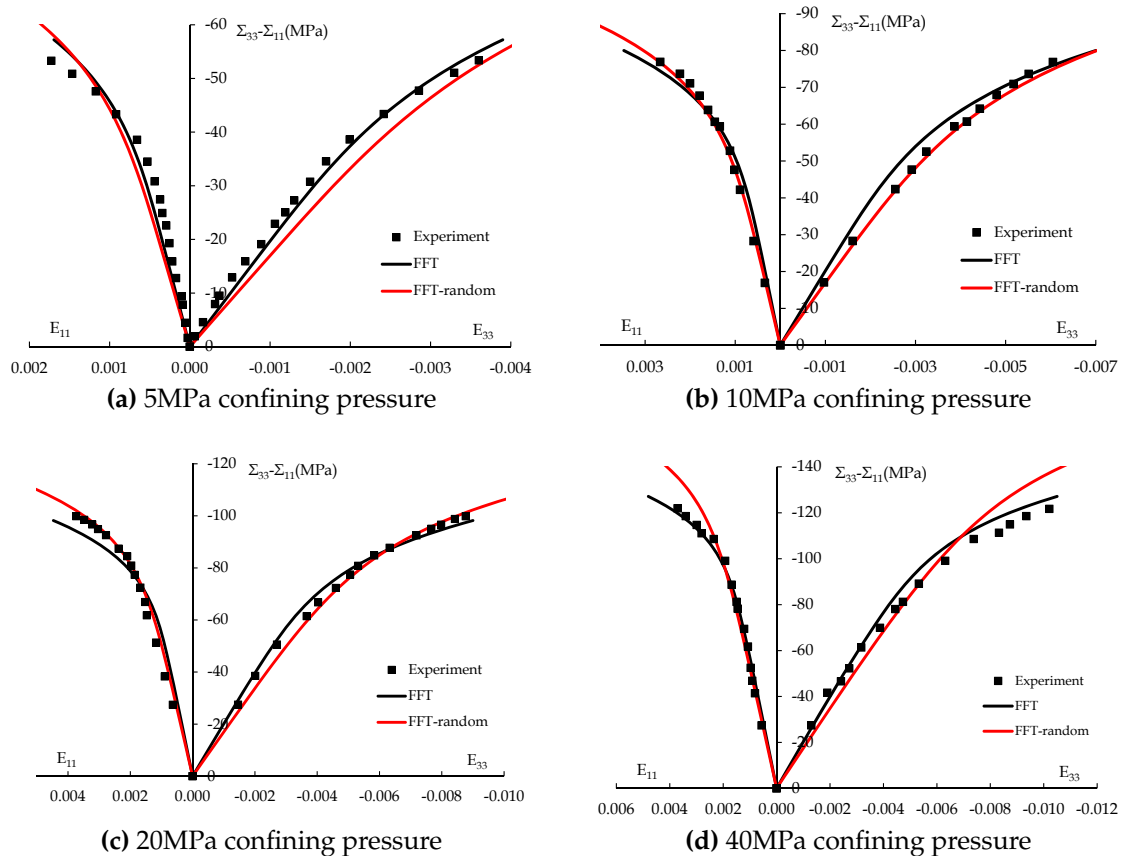 Σ33-Σ11(MPa)
-60
-50
-40
-30
-20
-10
0
Experiment
FFT
FFT-random
E11
E33
0.002 0.001 0.000 -0.001 -0.002 -0.003 -0.004
(a) 5MPa confining pressure
Σ33-Σ11(MPa)
-90
-80
-70
-60
-50
-40
-30
-20
-10
0
Experiment
FFT
FFT-random
E11
E33
0.003 0.001 -0.001 -0.003 -0.005 -0.007
(b) 10MPa confining pressure
Σ33-Σ11(MPa)
-120
-100
-80
-60
-40
-20
0
Experiment
FFT
FFT-random
E11
E33
0.004 0.002 0.000 -0.002 -0.004 -0.006 -0.008 -0.010
(c) 20MPa confining pressure
Σ33-Σ11(MPa)
-140
-120
-100
-80
-60
-40
-20
0
Experiment
FFT
FFT-random
E11
E33
0.006 0.004 0.002 0.000 -0.002 -0.004 -0.006 -0.008 -0.010 -0.012
(d) 40MPa confining pressure